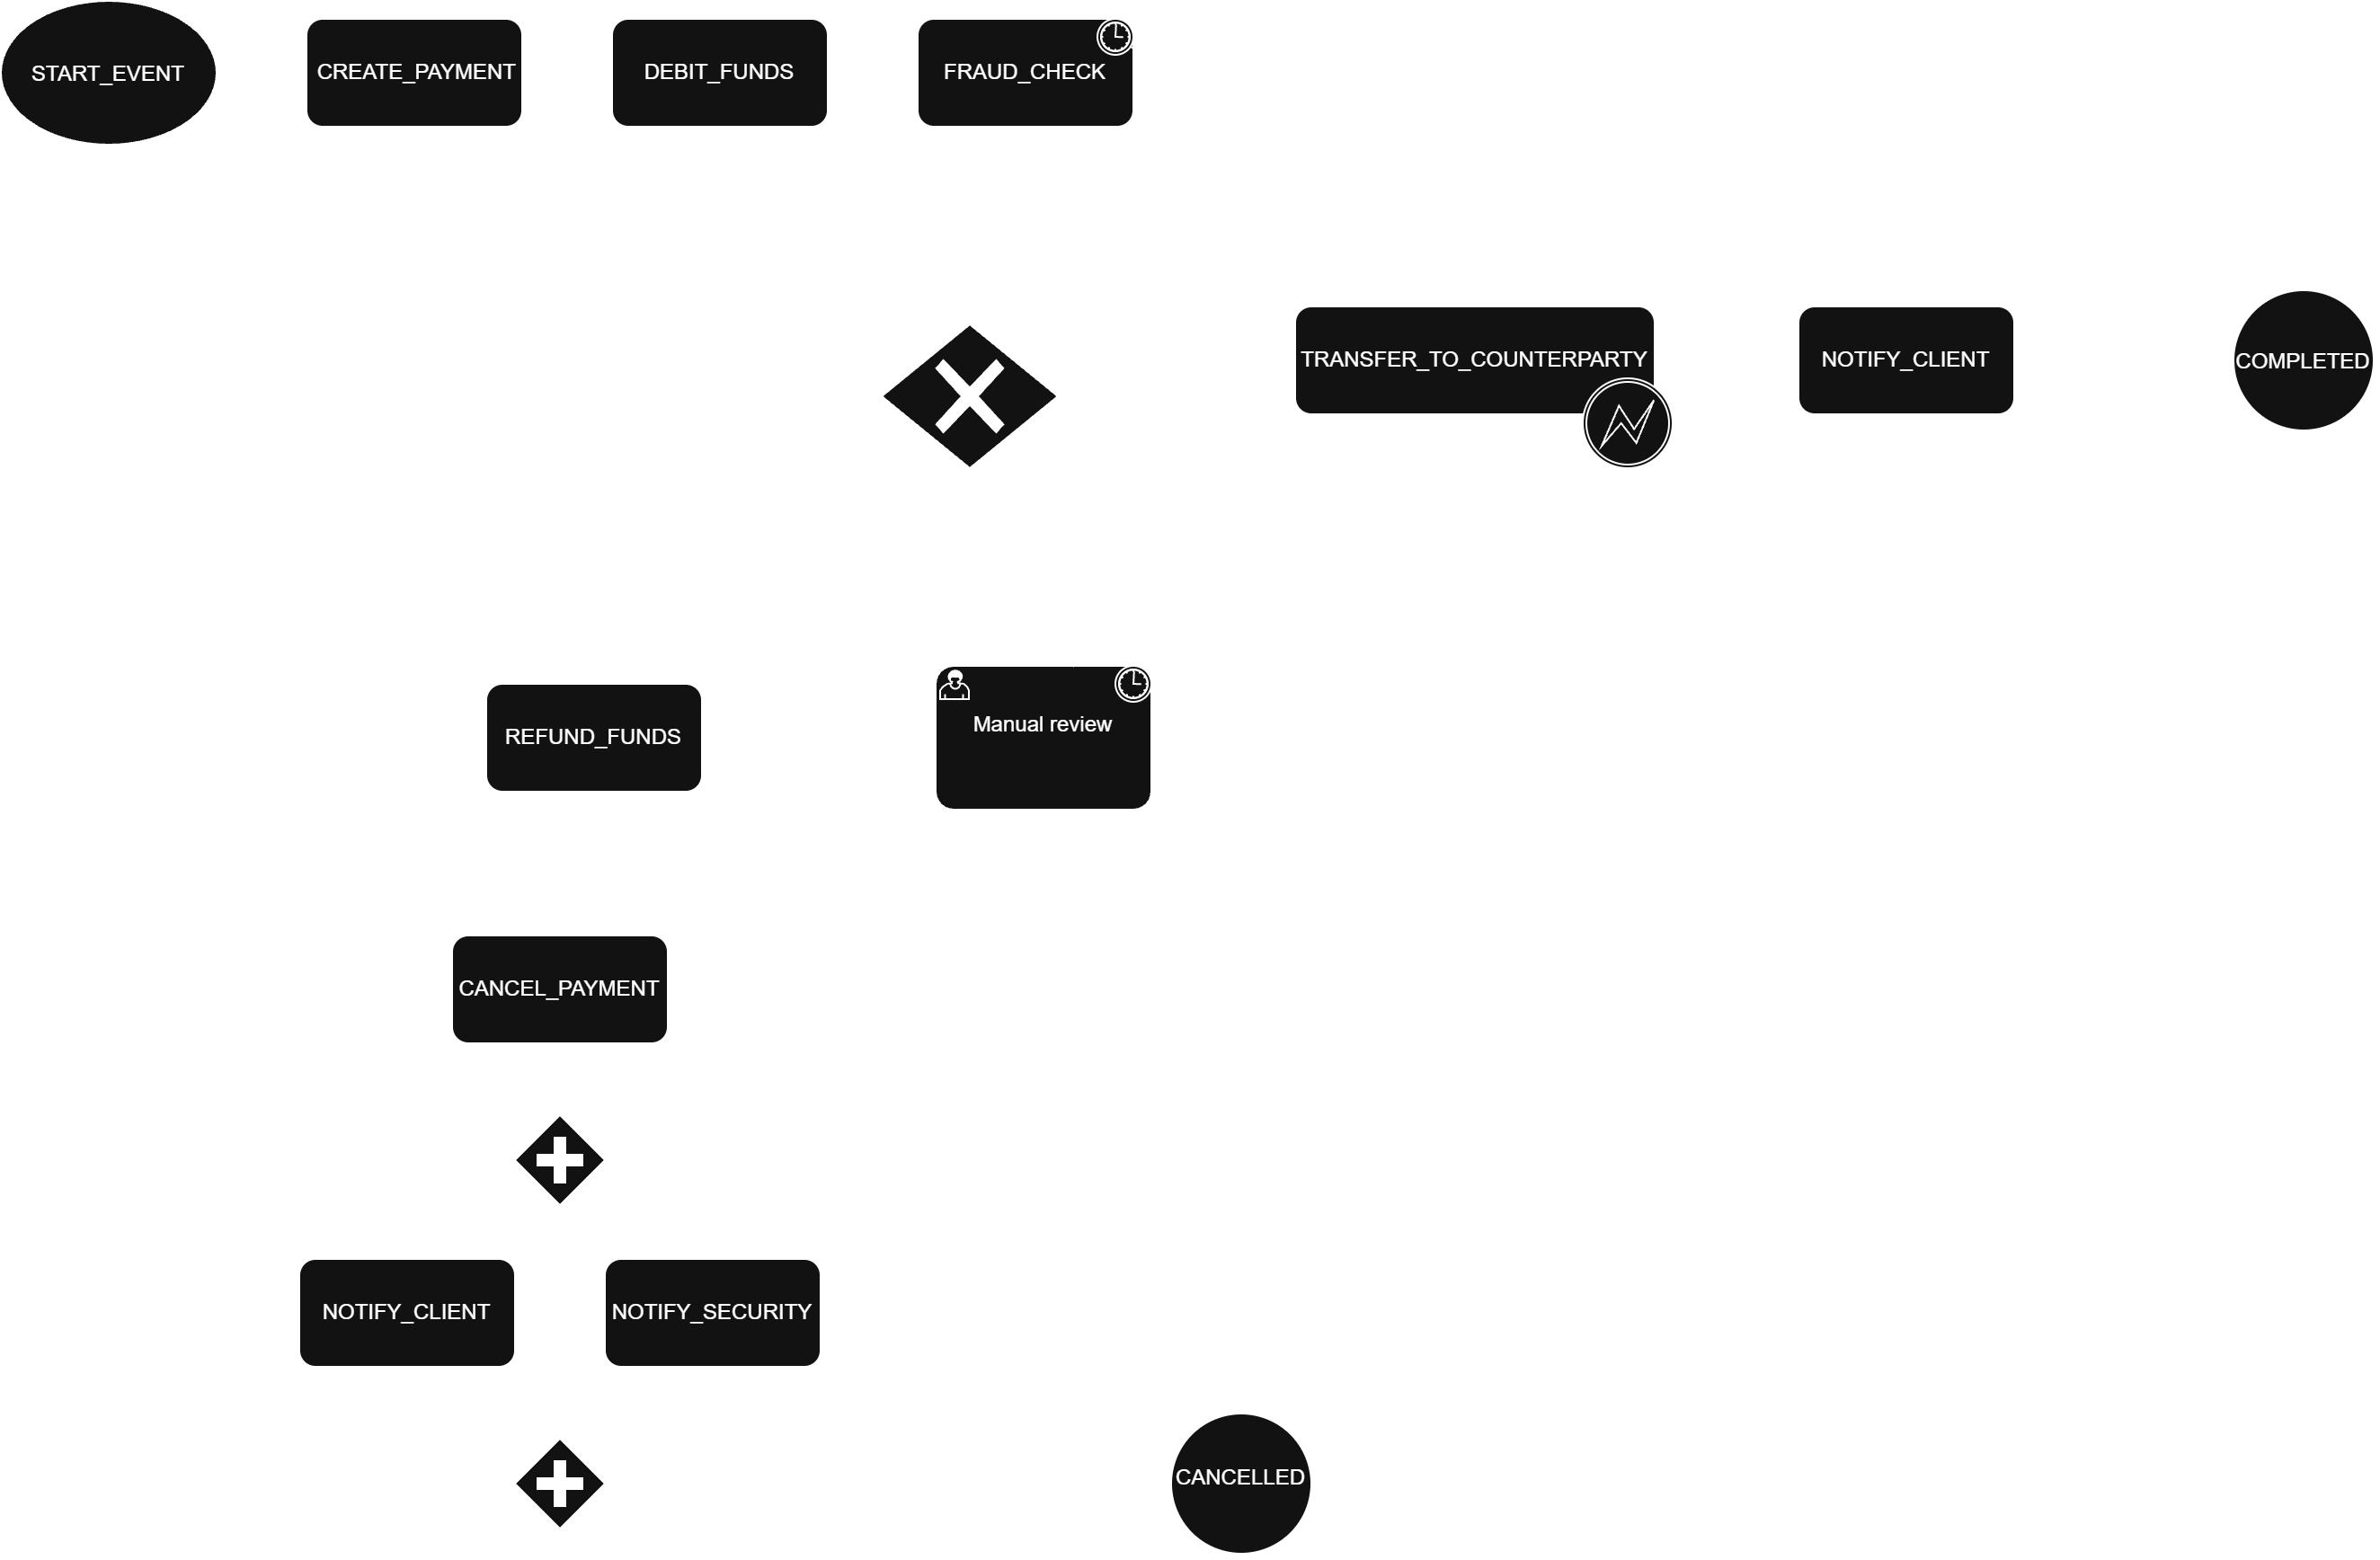 START_EVENT
CREATE_PAYMENT
DEBIT_FUNDS
FRAUD_CHECK
TRANSFER_TO_COUNTERPARTY
NOTIFY_CLIENT
COMPLETED
REFUND_FUNDS
Manual review
CANCEL_PAYMENT
NOTIFY_CLIENT
NOTIFY_SECURITY
CANCELLED